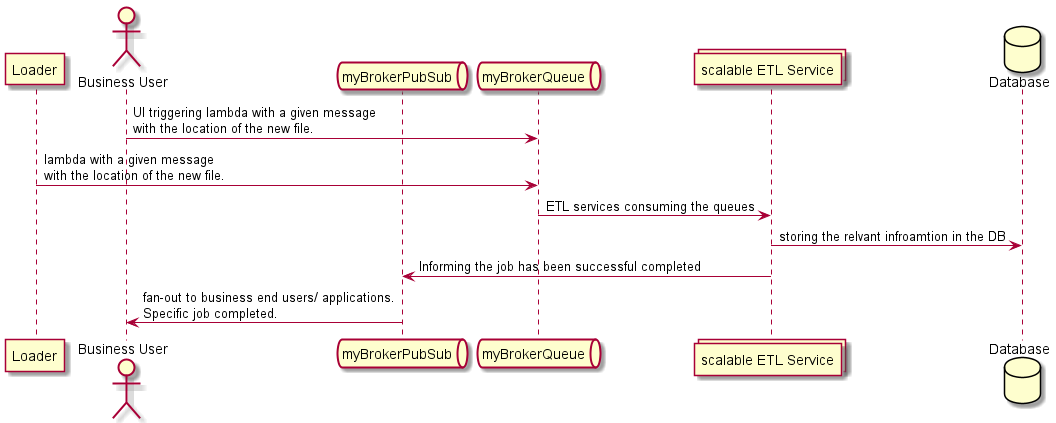 Loader
Business User
myBrokerPubSub
myBrokerQueue
scalable ETL Service
Database
UI triggering lambda with a given message
with the location of the new file.
lambda with a given message
with the location of the new file.
ETL services consuming the queues
storing the relvant infroamtion in the DB
Informing the job has been successful completed
fan-out to business end users/ applications.
Specific job completed.
Loader
Business User
myBrokerPubSub
myBrokerQueue
scalable ETL Service
Database